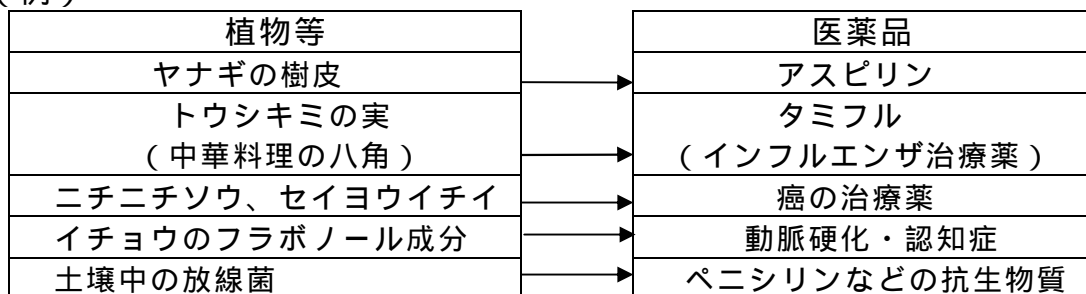 （例）
植物等 医薬品
ヤナギの樹皮 アスピリン
トウシキミの実 タミフル
（中華料理の八角） （インフルエンザ治療薬）
ニチニチソウ、セイヨウイチイ 癌の治療薬
イチョウのフラボノール成分 動脈硬化・認知症
土壌中の放線菌 ペニシリンなどの抗生物質